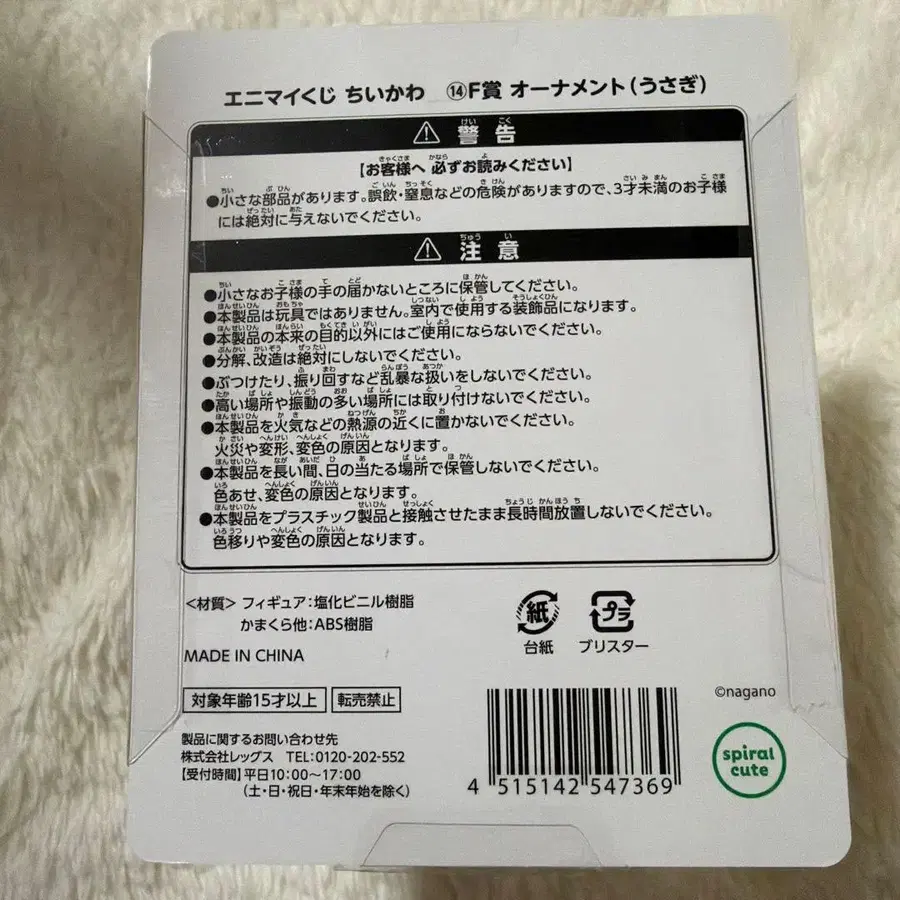 エニマイくじ ちいかわ ⑭F賞 オーナメント(うさぎ)
⚠ 警告
【お客様へ 必ずお読みください】
●小さな部品があります。誤飲・窒息などの危険がありますので、3才未満のお子様
には絶対に与えないでください。
⚠ 注意
●小さなお子様の手の届かないところに保管してください。
●本製品は玩具ではありません。室内で使用する装飾品になります。
●本製品の本来の目的以外にはご使用にならないでください。
●分解、改造は絶対にしないでください。
●ぶつけたり、振り回すなど乱暴な扱いをしないでください。
●高い場所や振動の多い場所には取り付けないでください。
●本製品を火気などの熱源の近くに置かないでください。
火災や変形、変色の原因となります。
●本製品を長い間、日の当たる場所で保管しないでください。
色あせ、変色の原因となります。
●本製品をプラスチック製品と接触させたまま長時間放置しないでください。
色移りや変色の原因となります。
<材質> フィギュア:塩化ビニル樹脂
かまくら他:ABS樹脂
紙
台紙
プラ
ブリスター
MADE IN CHINA
対象年齢15才以上
転売禁止
©nagano
製品に関するお問い合わせ先
株式会社レッグス TEL:0120-202-552
【受付時間】平日10:00～17:00
(土・日・祝日・年末年始を除く)
4 515142 547369
spiral
cute